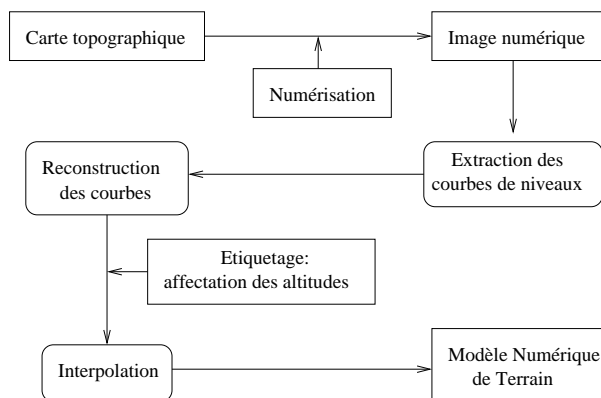 Carte topographique
Image numérique
Numérisation
Reconstruction
des courbes
Extraction des
courbes de niveaux
Etiquetage:
affectation des altitudes
Interpolation
Modèle Numérique
de Terrain